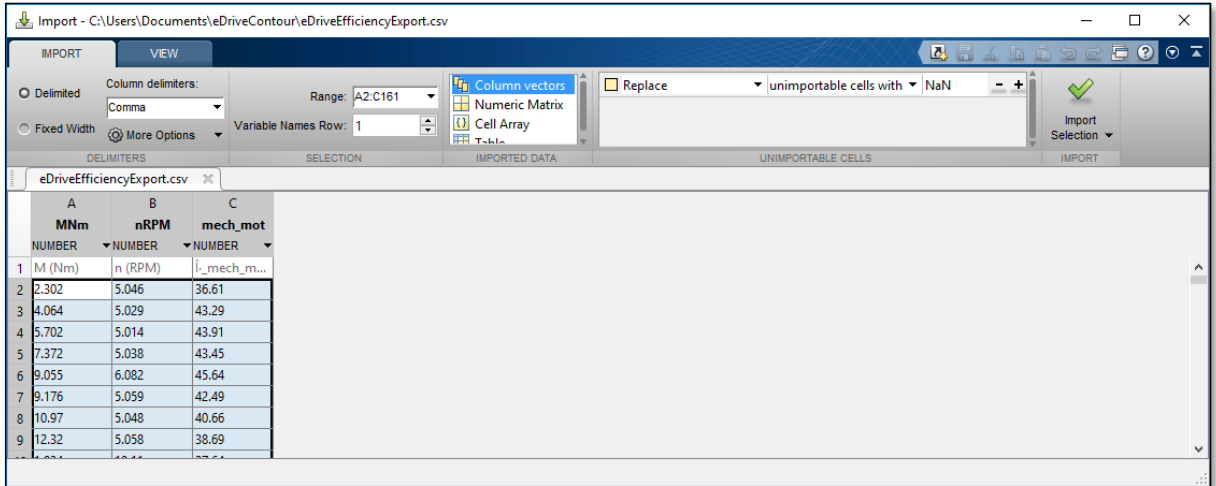 Import - C:\Users\Documents\eDriveContour\eDriveEfficiencyExport.csv
IMPORT VIEW
Delimited Column delimiters:
Comma
Fixed Width More Options
DELIMITERS
Range: A2:C161
Variable Names Row: 1
SELECTION
Column vectors
Numeric Matrix
Cell Array
Table
IMPORTED DATA
Replace unimportable cells with NaN
UNIMPORTABLE CELLS
Import
Selection
IMPORT
eDriveEfficiencyExport.csv
A B C
MNm nRPM mech_mot
NUMBER NUMBER NUMBER
1 M (Nm) n (RPM) Î·_mech_m...
2 2.302 5.046 36.61
3 4.064 5.029 43.29
4 5.702 5.014 43.91
5 7.372 5.038 43.45
6 9.055 6.082 45.64
7 9.176 5.059 42.49
8 10.97 5.048 40.66
9 12.32 5.058 38.69